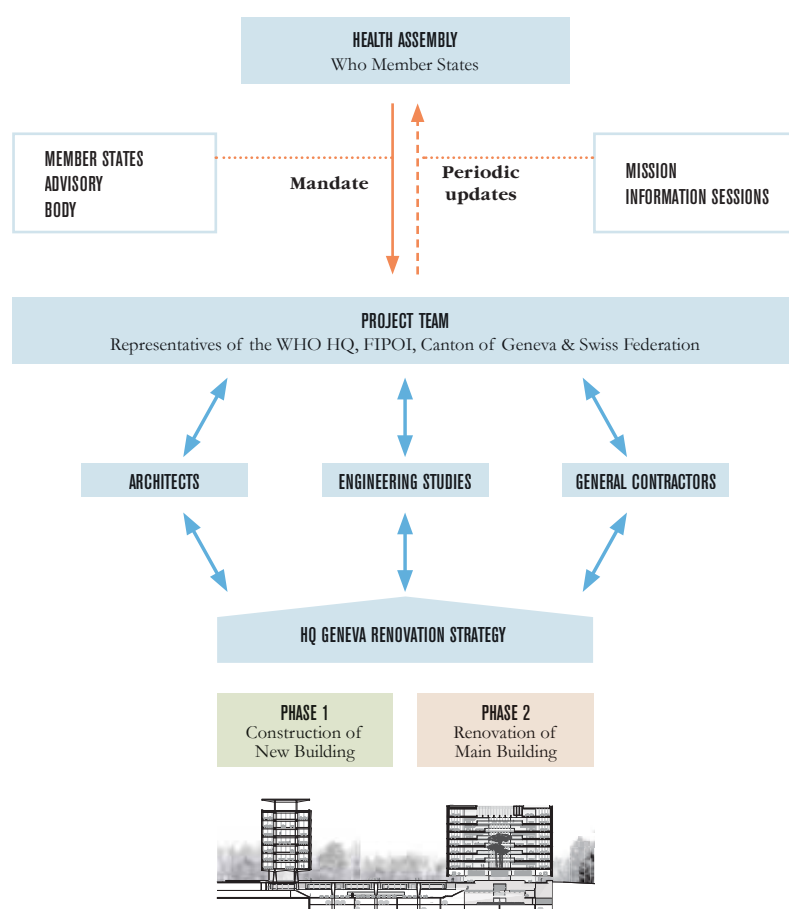 HEALTH ASSEMBLY
Who Member States
MEMBER STATES
ADVISORY
BODY
Mandate
Periodic
updates
MISSION
INFORMATION SESSIONS
PROJECT TEAM
Representatives of the WHO HQ, FIPOI, Canton of Geneva & Swiss Federation
ARCHITECTS
ENGINEERING STUDIES
GENERAL CONTRACTORS
HQ GENEVA RENOVATION STRATEGY
PHASE 1
Construction of
New Building
PHASE 2
Renovation of
Main Building